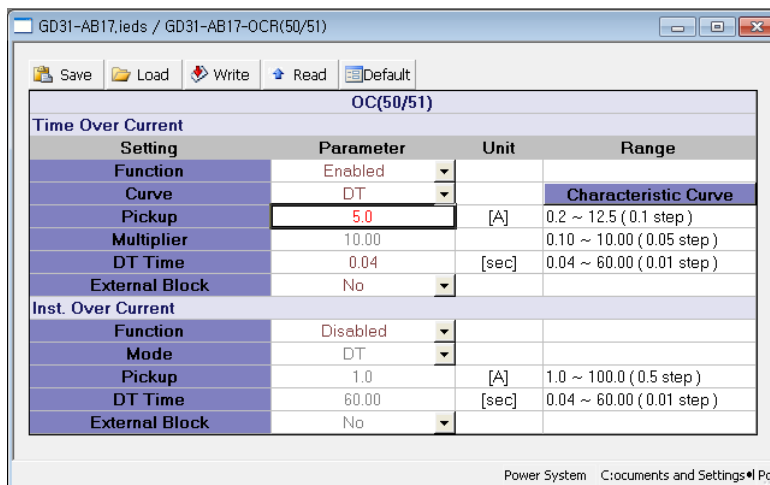 GD31-AB17,ieds / GD31-AB17-OCR(50/51)
Save Load Write Read Default
OC(50/51)
Time Over Current
Setting Parameter Unit Range
Function Enabled
Curve DT Characteristic Curve
Pickup 5.0 [A] 0.2 ~ 12.5 ( 0.1 step )
Multiplier 10.00 0.10 ~ 10.00 ( 0.05 step )
DT Time 0.04 [sec] 0.04 ~ 60.00 ( 0.01 step )
External Block No
Inst. Over Current
Function Disabled
Mode DT
Pickup 1.0 [A] 1.0 ~ 100.0 ( 0.5 step )
DT Time 60.00 [sec] 0.04 ~ 60.00 ( 0.01 step )
External Block No
Power System C:ocuments and Settings•l Po